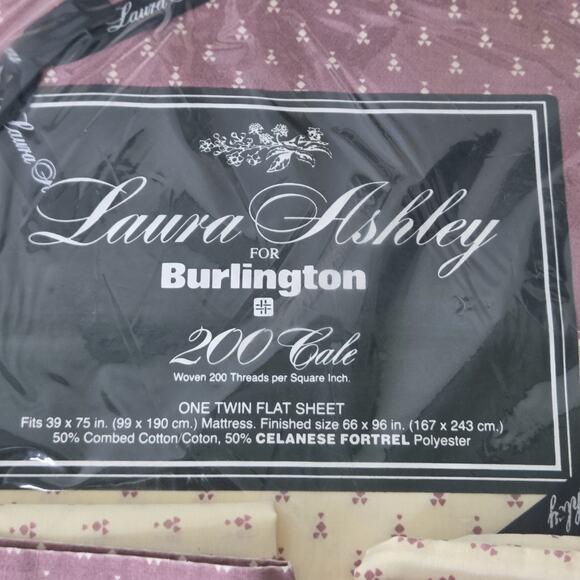 Laura
Laura
Laura Ashley
FOR
Burlington
200 Cale
Woven 200 Threads per Square Inch.
ONE TWIN FLAT SHEET
Fits 39 x 75 in. (99 x 190 cm.) Mattress. Finished size 66 x 96 in. (167 x 243 cm.)
50% Combed Cotton/Coton, 50% CELANESE FORTREL Polyester